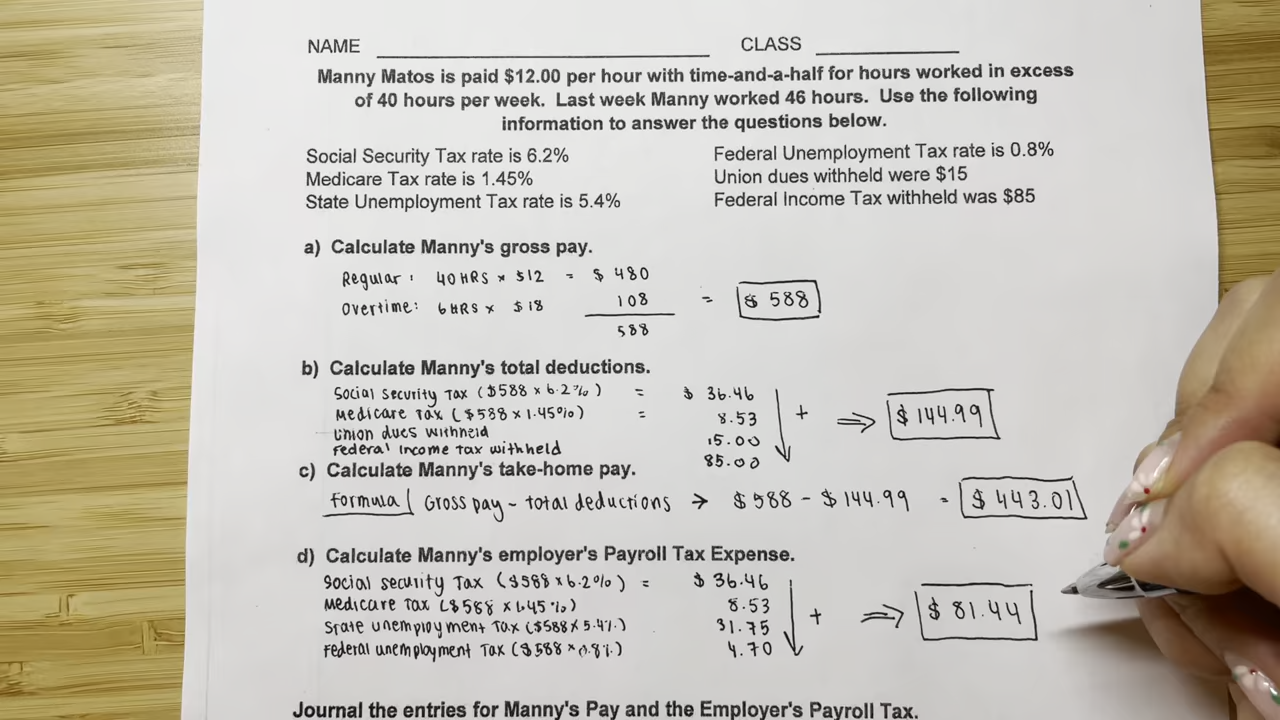 NAME CLASS
Manny Matos is paid $12.00 per hour with time-and-a-half for hours worked in excess
of 40 hours per week. Last week Manny worked 46 hours. Use the following
information to answer the questions below.
Social Security Tax rate is 6.2% Federal Unemployment Tax rate is 0.8%
Medicare Tax rate is 1.45% Union dues withheld were $15
State Unemployment Tax rate is 5.4% Federal Income Tax withheld was $85
a) Calculate Manny's gross pay.
Regular: 40 HRS × $12 = $ 480
Overtime: 6 HRS × $18 108 = $ 588
588
b) Calculate Manny's total deductions.
Social Security Tax ($588 × 6.2%) = $ 36.46
Medicare Tax ($588 × 1.45%) = 8.53 + ⇒ $ 144.99
Union dues withheld 15.00
Federal Income Tax withheld 85.00
c) Calculate Manny's take-home pay.
Formula | Gross pay - total deductions → $ 588 - $ 144.99 = $ 443.01
d) Calculate Manny's employer's Payroll Tax Expense.
Social Security Tax ($588 × 6.2%) = $ 36.46
Medicare Tax ($588 × 1.45%) 8.53 + ⇒ $ 81.44
State unemployment Tax ($588 × 5.4%) 31.75
Federal unemployment Tax ($588 × 0.8%) 4.70
Journal the entries for Manny's Pay and the Employer's Payroll Tax.